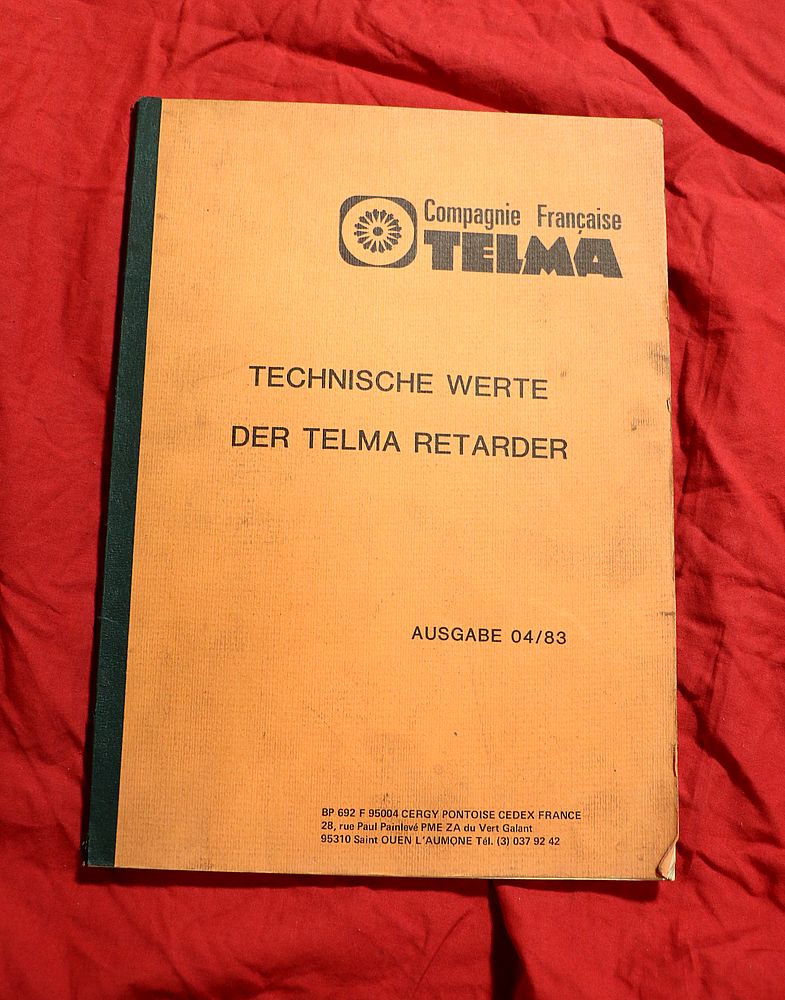 Compagnie Française
TELMA
TECHNISCHE WERTE
DER TELMA RETARDER
AUSGABE 04/83
BP 692 F 95004 CERGY PONTOISE CEDEX FRANCE
28, rue Paul Painlevé PME ZA du Vert Galant
95310 Saint OUEN L'AUMONE Tél. (3) 037 92 42